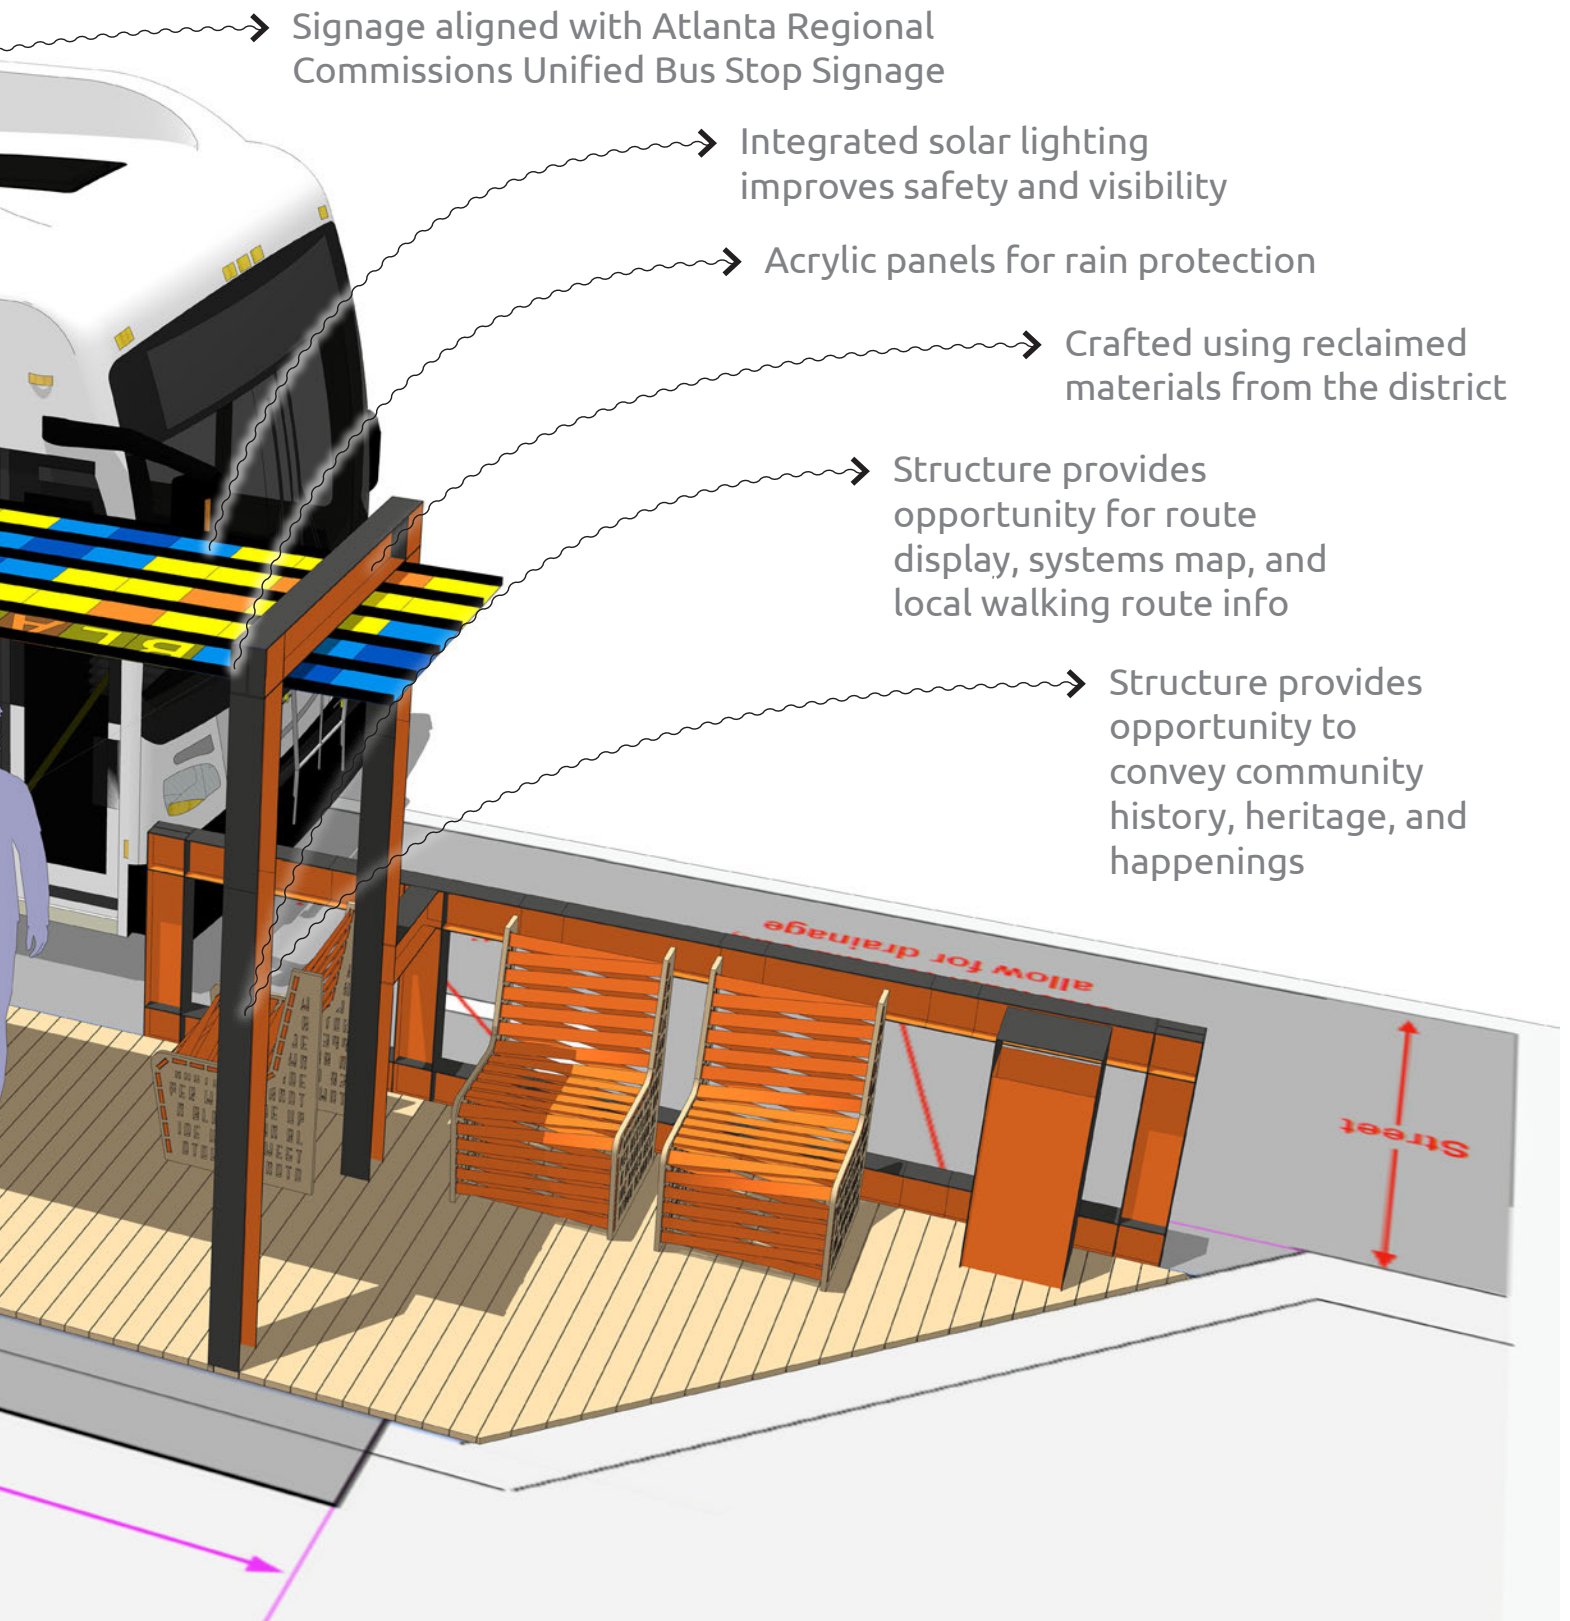 Signage aligned with Atlanta Regional
Commissions Unified Bus Stop Signage
Integrated solar lighting
improves safety and visibility
Acrylic panels for rain protection
Crafted using reclaimed
materials from the district
Structure provides
opportunity for route
display, systems map, and
local walking route info
Structure provides
opportunity to
convey community
history, heritage, and
happenings
allow for drainage
Street